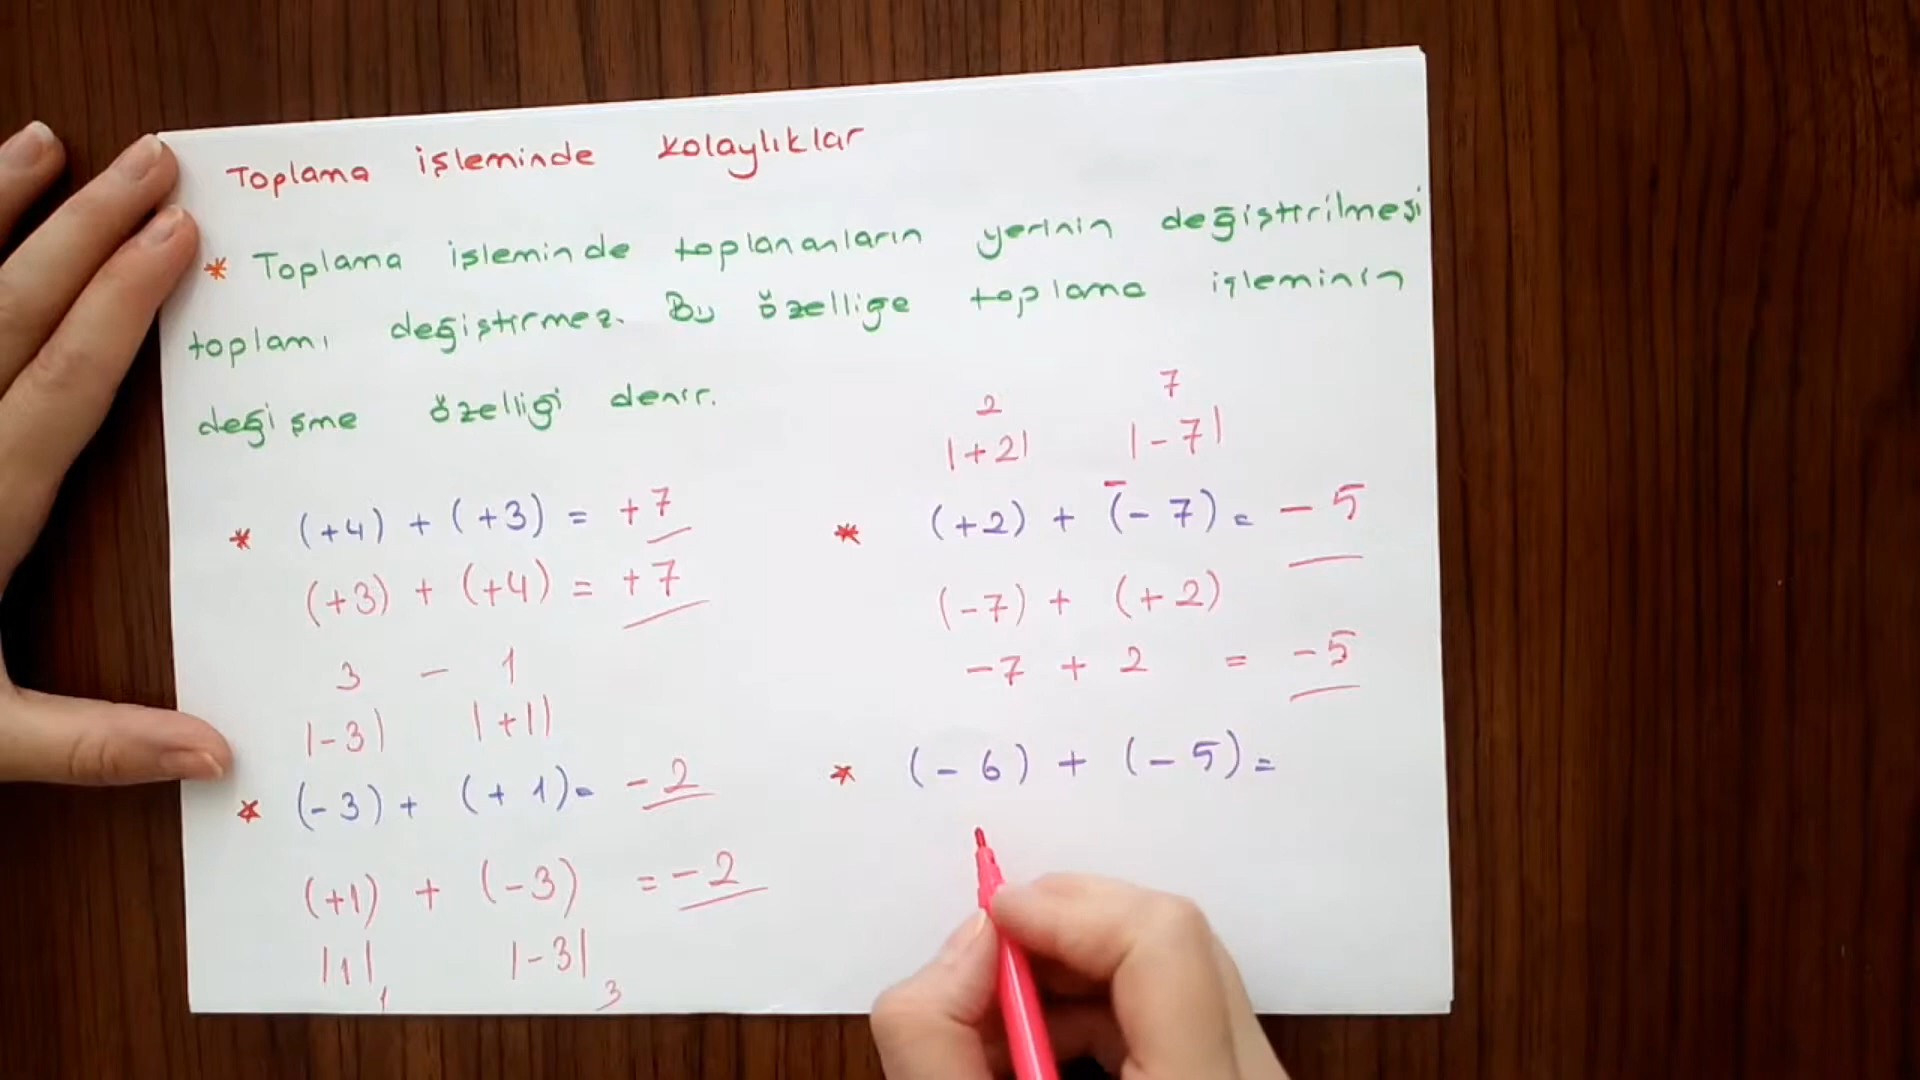 Toplama işleminde kolaylıklar
* Toplama işleminde toplananların yerinin değiştirilmesi
toplamı değiştirmez. Bu özelliğe toplama işleminin
değişme özelliği denir.
* (+4) + (+3) = +7
(+3) + (+4) = +7
3 - 1
|-3| |+1|
* (-3) + (+1) = -2
(+1) + (-3) = -2
|1| 1 |-3| 3
2 7
|+2| |-7|
* (+2) + (-7) = -5
(-7) + (+2)
-7 + 2 = -5
* (-6) + (-5) =